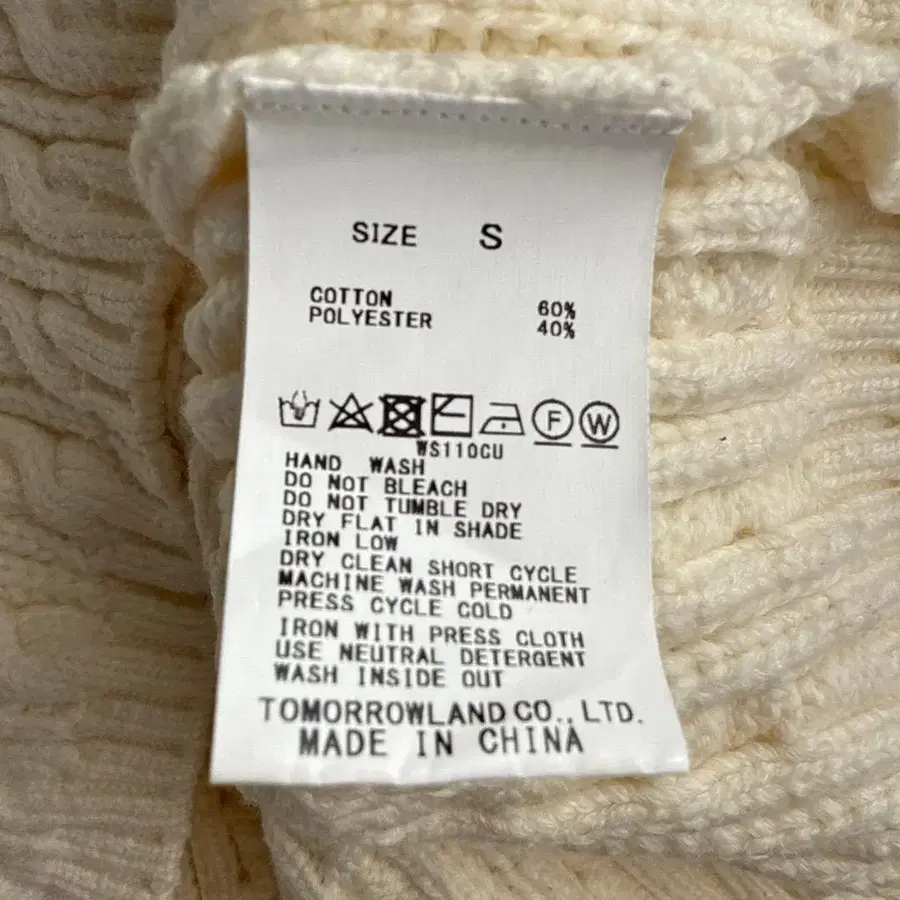 SIZE S
COTTON 60%
POLYESTER 40%
F W
WS110CU
HAND WASH
DO NOT BLEACH
DO NOT TUMBLE DRY
DRY FLAT IN SHADE
IRON LOW
DRY CLEAN SHORT CYCLE
MACHINE WASH PERMANENT
PRESS CYCLE COLD
IRON WITH PRESS CLOTH
USE NEUTRAL DETERGENT
WASH INSIDE OUT
TOMORROWLAND CO., LTD.
MADE IN CHINA